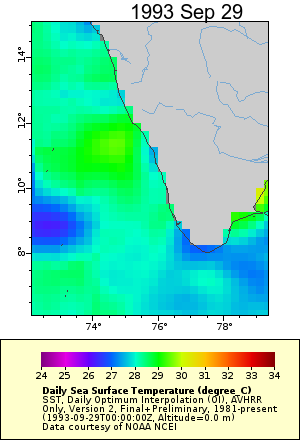 1993 Sep 29
14°
12°
10°
8°
74° 76° 78°
24 25 26 27 28 29 30 31 32 33 34
Daily Sea Surface Temperature (degree_C)
SST, Daily Optimum Interpolation (OI), AVHRR
Only, Version 2, Final+Preliminary, 1981-present
(1993-09-29T00:00:00Z, Altitude=0.0 m)
Data courtesy of NOAA NCEI